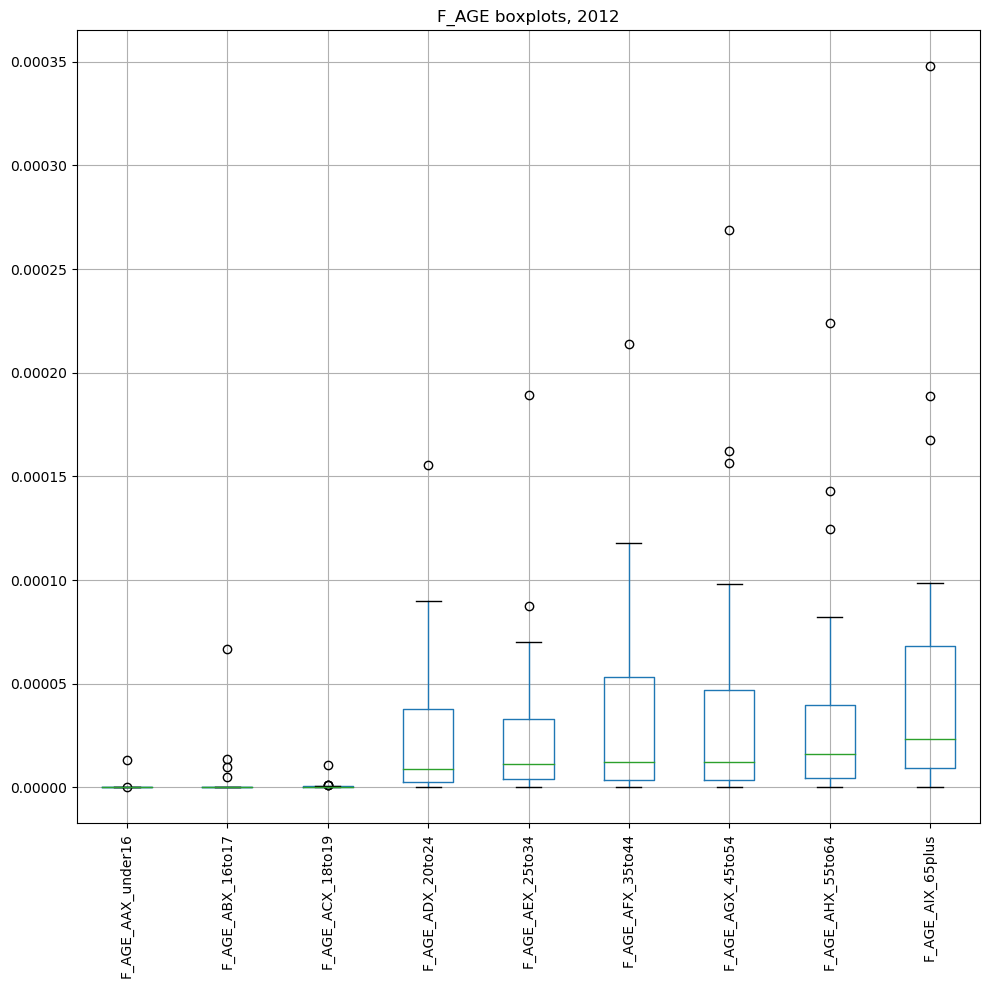 F_AGE boxplots, 2012
0.00035
0.00030
0.00025
0.00020
0.00015
0.00010
0.00005
0.00000
F_AGE_AAX_under16
F_AGE_ABX_16to17
F_AGE_ACX_18to19
F_AGE_ADX_20to24
F_AGE_AEX_25to34
F_AGE_AFX_35to44
F_AGE_AGX_45to54
F_AGE_AHX_55to64
F_AGE_AIX_65plus